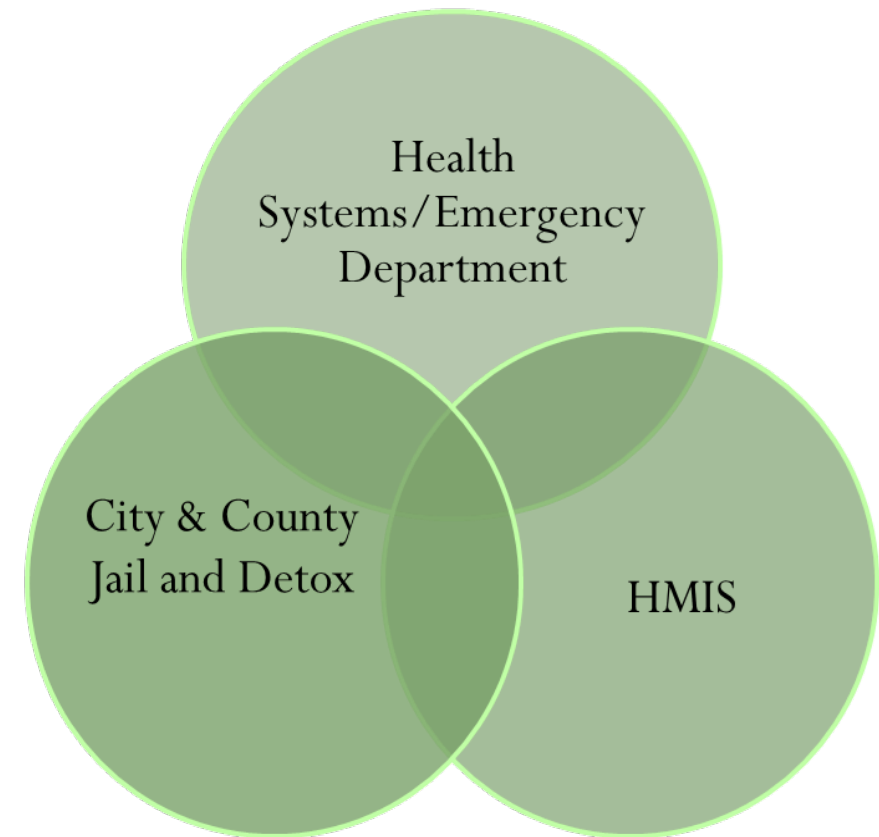 Health
Systems/Emergency
Department
City & County
Jail and Detox
HMIS